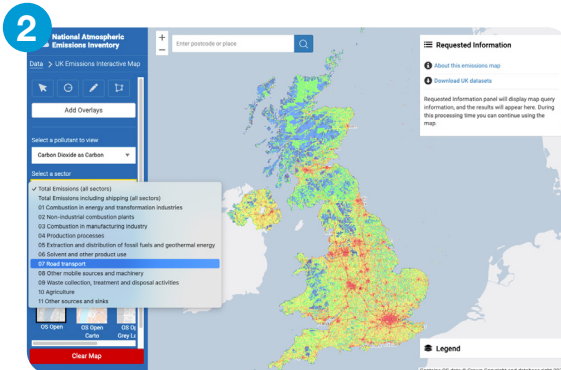 2
National Atmospheric
Emissions Inventory
Data > UK Emissions Interactive Map
Add Overlays
Select a pollutant to view
Carbon Dioxide as Carbon
Select a sector
✓ Total Emissions (all sectors)
Total Emissions including shipping (all sectors)
01 Combustion in energy and transformation industries
02 Non-industrial combustion plants
03 Combustion in manufacturing industry
04 Production processes
05 Extraction and distribution of fossil fuels and geothermal energy
06 Solvent and other product use
07 Road transport
08 Other mobile sources and machinery
09 Waste collection, treatment and disposal activities
10 Agriculture
11 Other sources and sinks
OS Open
OS Open
Carto
OS Op
Grey Lo
Clear Map
+
−
Enter postcode or place
Requested Information
About this emissions map
Download UK datasets
Requested Information panel will display map query
information, and the results will appear here. During
this processing time you can continue using the
map.
Legend